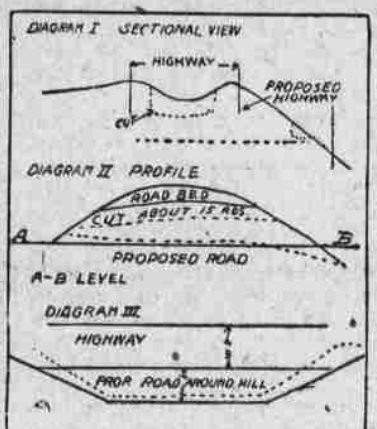 DIAGRAM I SECTIONAL VIEW
HIGHWAY
PROPOSED
HIGHWAY
CUT
DIAGRAM II PROFILE
ROAD BED
CUT ABOUT 15 RDS.
A B
PROPOSED ROAD
A-B LEVEL
DIAGRAM III
HIGHWAY
PROP ROAD AROUND HILL